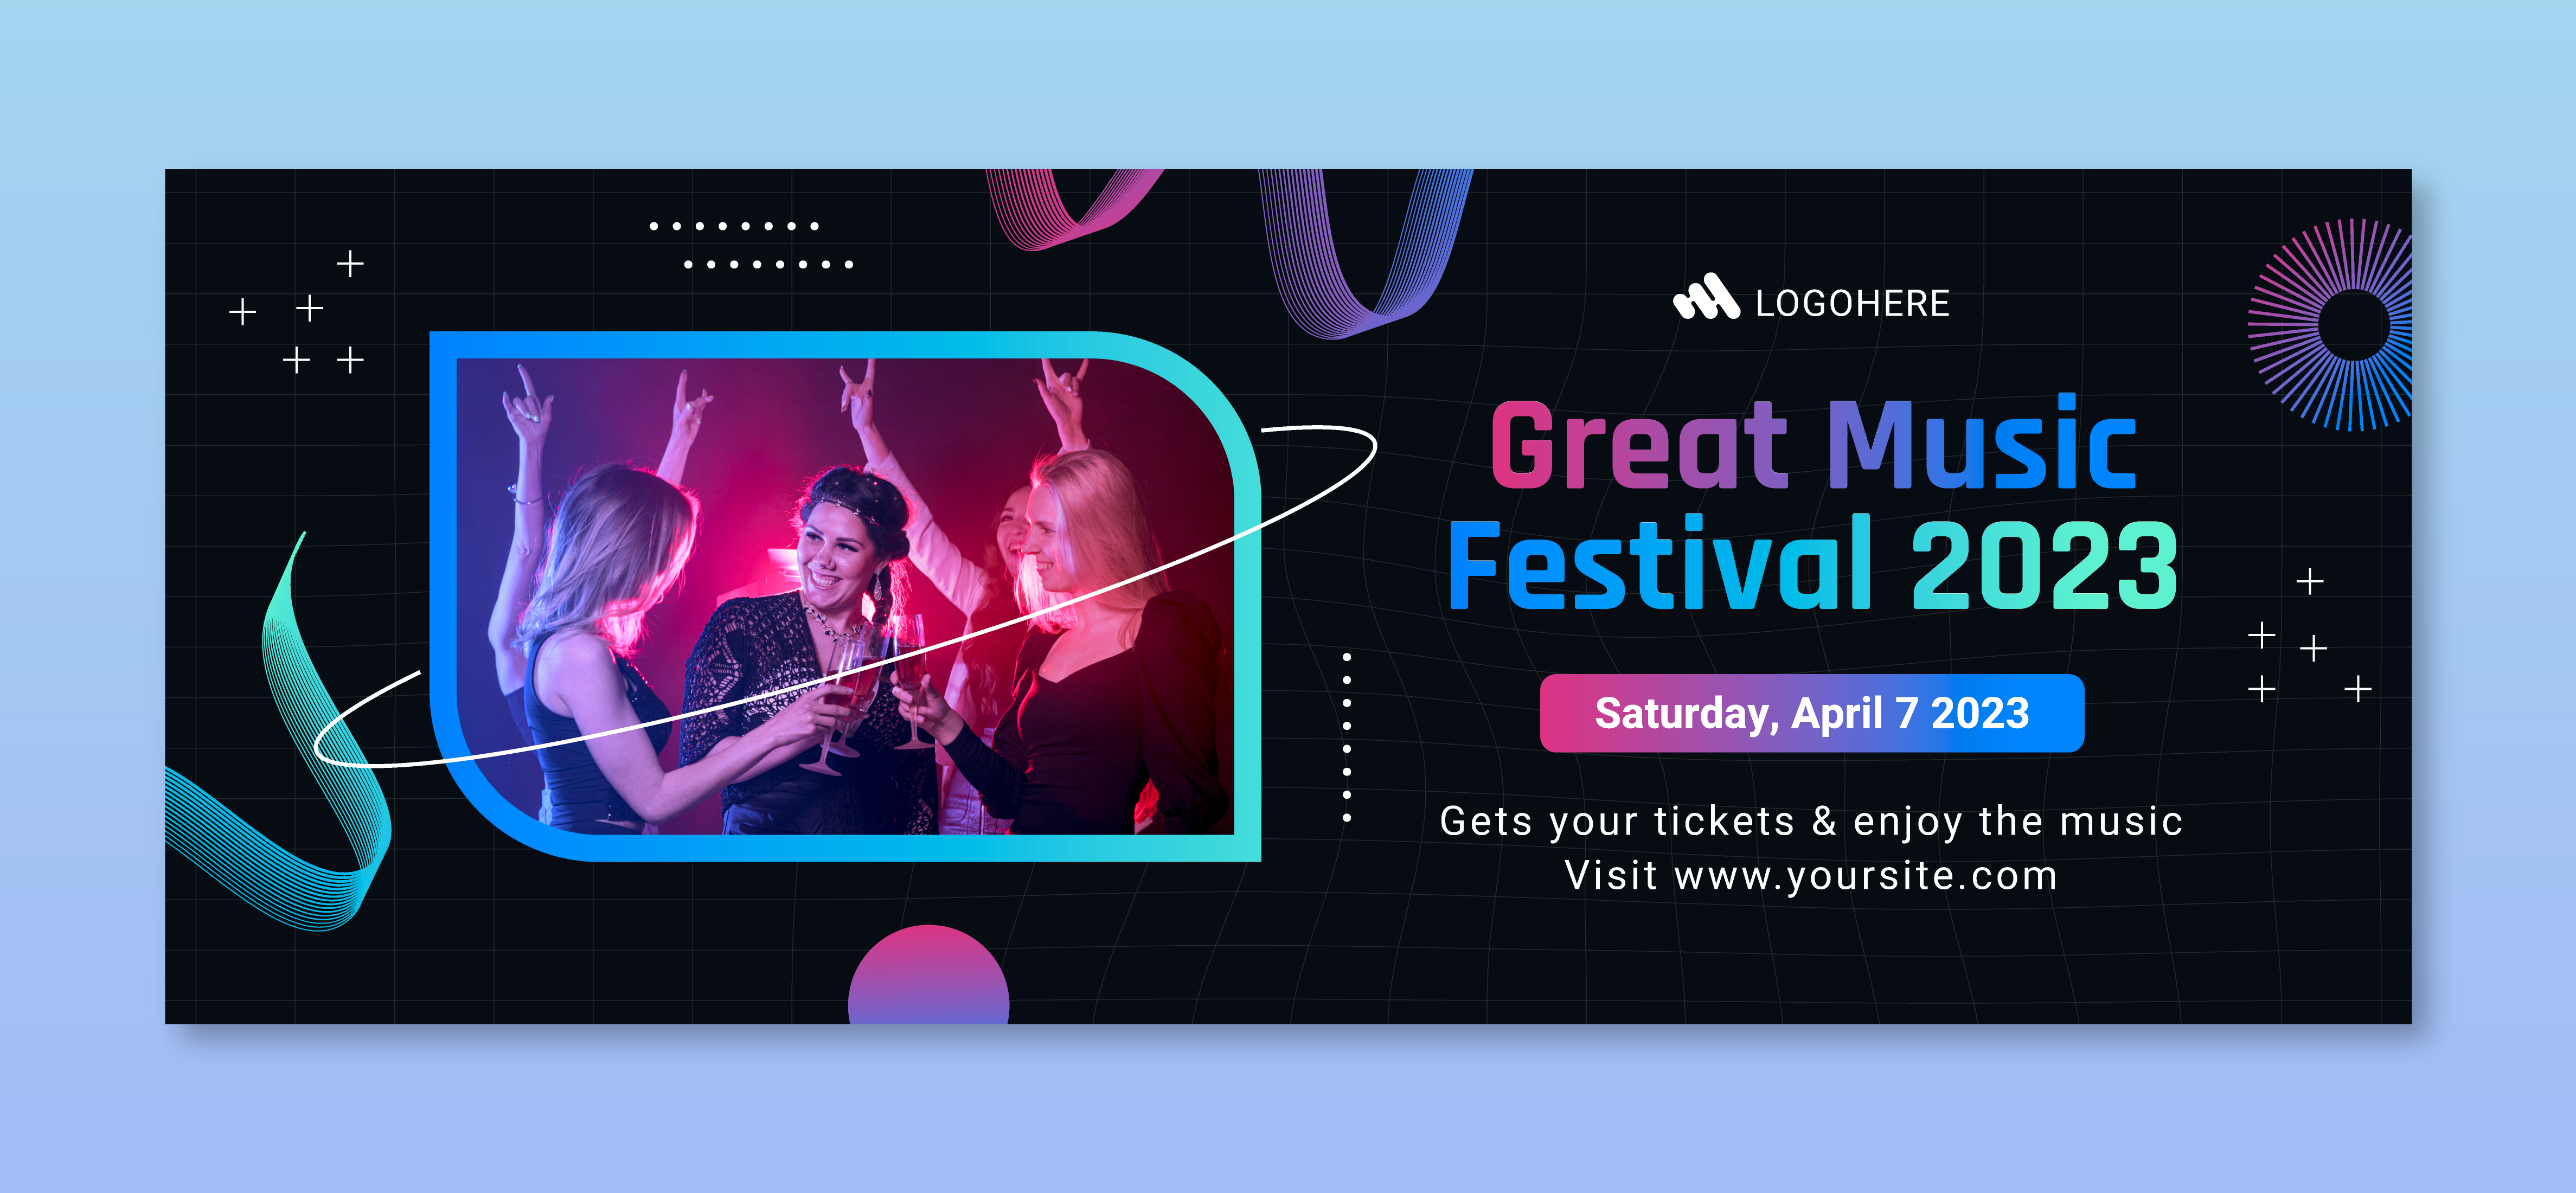 LOGOHERE
Great Music
Festival 2023
Saturday, April 7 2023
Gets your tickets & enjoy the music
Visit www.yoursite.com